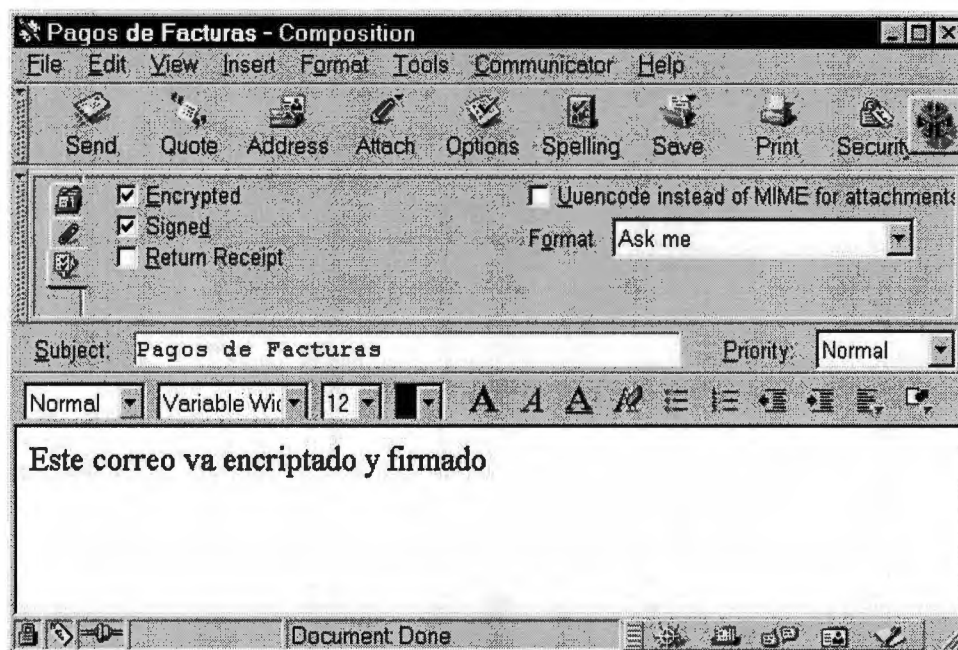 Pagos de Facturas - Composition
File Edit View Insert Format Tools Communicator Help
Send Quote Address Attach Options Spelling Save Print Securit
Encrypted Uuencode instead of MIME for attachments
Signed Format Ask me
Return Receipt
Subject: Pagos de Facturas Priority: Normal
Normal Variable Wic 12 A A A
Este correo va encriptado y firmado
Document: Done